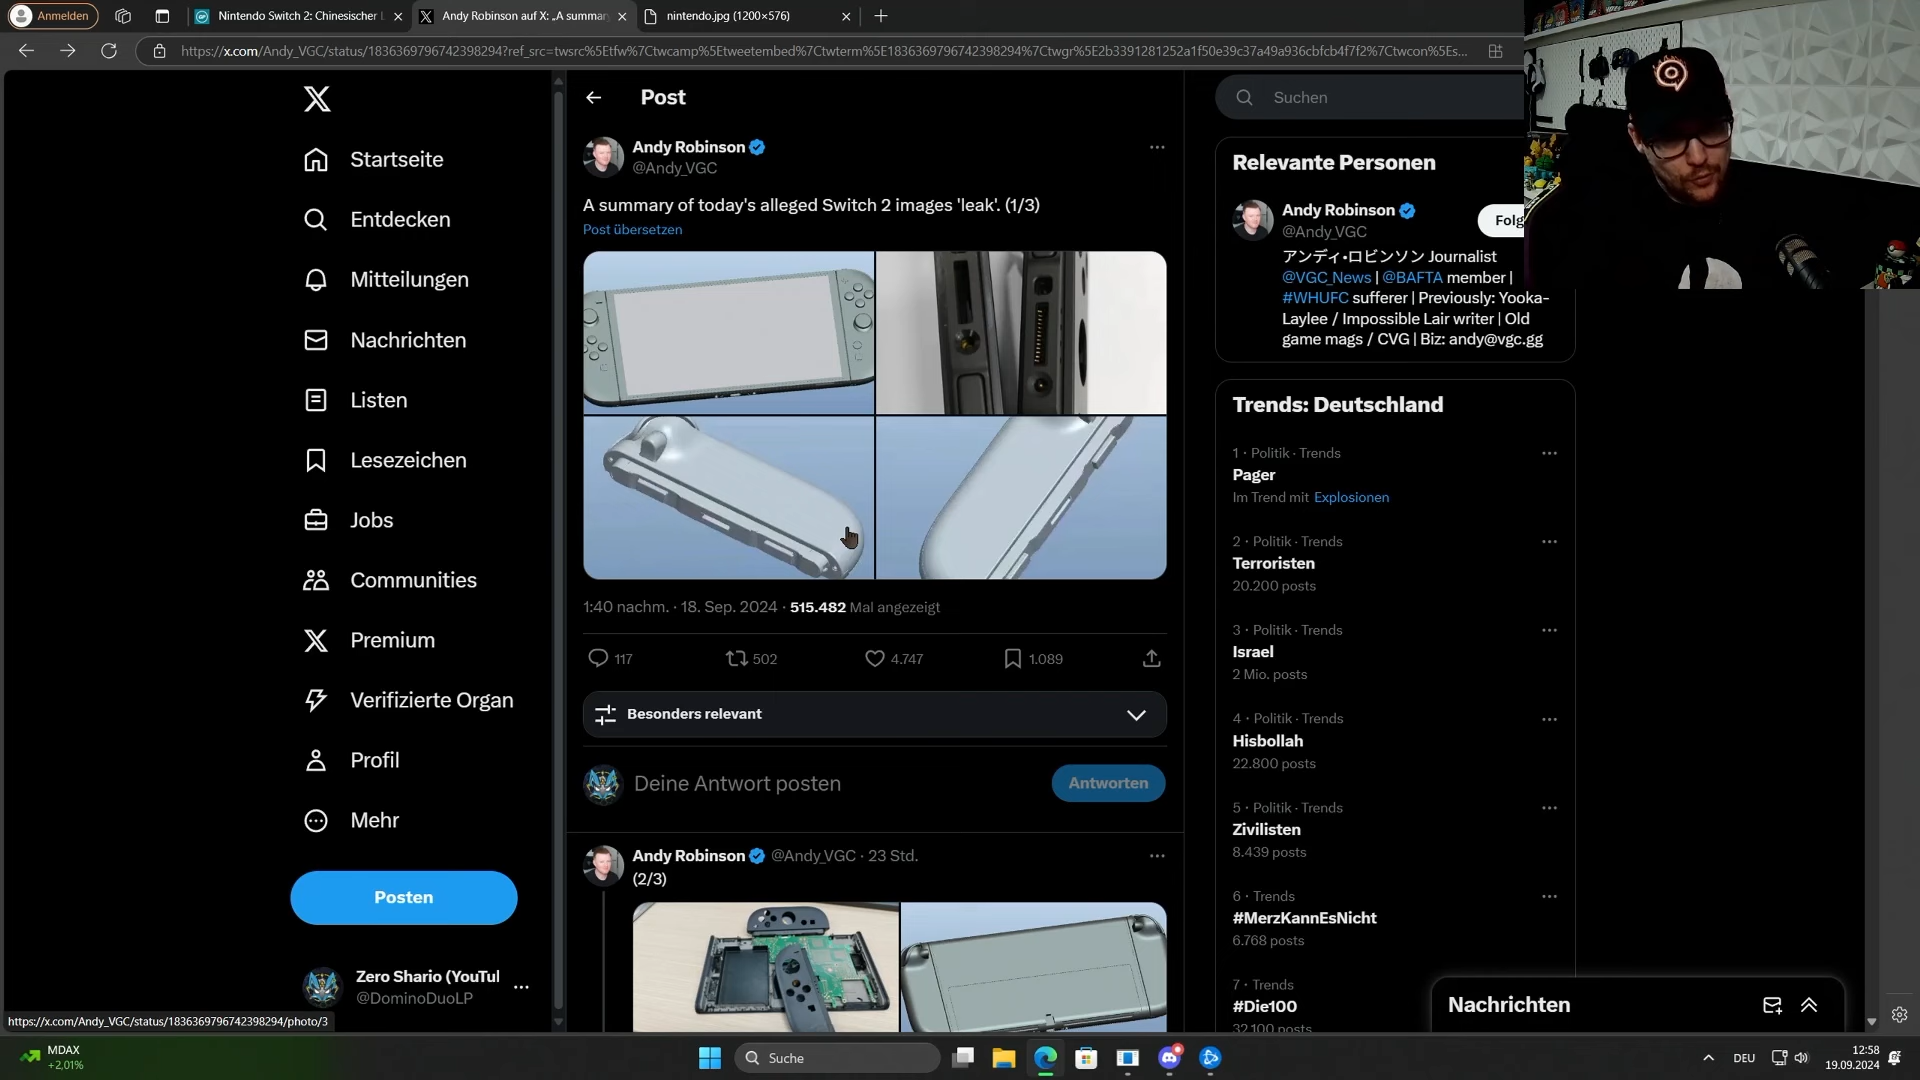 Anmelden
Nintendo Switch 2: Chinesischer L
Andy Robinson auf X: „A summar
nintendo.jpg (1200×576)
https://x.com/Andy_VGC/status/1836369796742398294?ref_src=twsrc%5Etfw%7Ctwcamp%5Etweetembed%7Ctwterm%5E1836369796742398294%7Ctwgr%5E2b3391281252a1f50e39c37a49a936cbfcb4f7f2%7Ctwcon%5Es...
Startseite
Entdecken
Mitteilungen
Nachrichten
Listen
Lesezeichen
Jobs
Communities
Premium
Verifizierte Organ
Profil
Mehr
Posten
Zero Shario (YouTul
@DominoDuoLP
https://x.com/Andy_VGC/status/1836369796742398294/photo/3
Post
Andy Robinson
@Andy_VGC
A summary of today's alleged Switch 2 images 'leak'. (1/3)
Post übersetzen
1:40 nachm. · 18. Sep. 2024 · 515.482 Mal angezeigt
117
502
4.747
1.089
Besonders relevant
Deine Antwort posten
Antworten
Andy Robinson @Andy_VGC · 23 Std.
(2/3)
Suchen
Relevante Personen
Andy Robinson
@Andy_VGC
Folg
アンディ・ロビンソン Journalist
@VGC_News | @BAFTA member |
#WHUFC sufferer | Previously: Yooka-
Laylee / Impossible Lair writer | Old
game mags / CVG | Biz: andy@vgc.gg
Trends: Deutschland
1 · Politik · Trends
Pager
Im Trend mit Explosionen
2 · Politik · Trends
Terroristen
20.200 posts
3 · Politik · Trends
Israel
2 Mio. posts
4 · Politik · Trends
Hisbollah
22.800 posts
5 · Politik · Trends
Zivilisten
8.439 posts
6 · Trends
#MerzKannEsNicht
6.768 posts
7 · Trends
#Die100
32.100 posts
Nachrichten
MDAX
+2,01%
Suche
DEU
12:58
19.09.2024